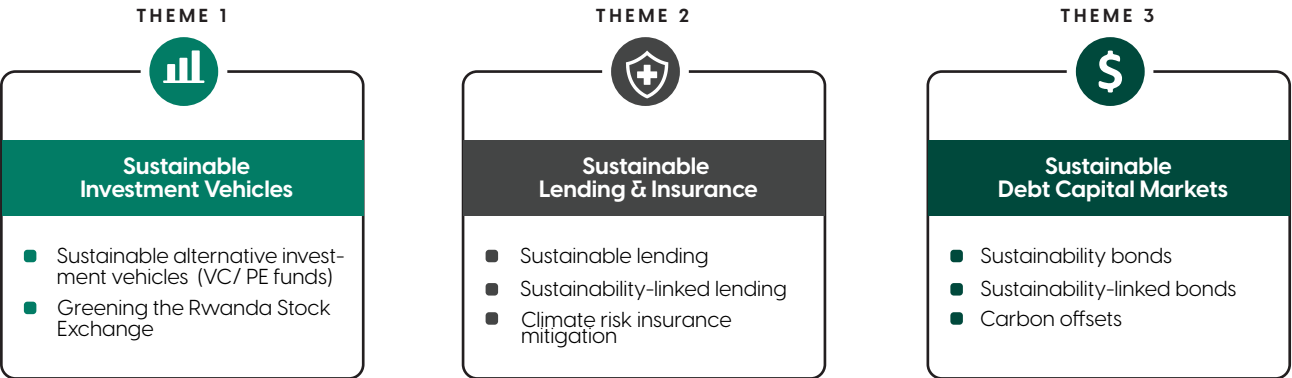 THEME 1
Sustainable
Investment Vehicles
Sustainable alternative invest-
ment vehicles (VC/ PE funds)
Greening the Rwanda Stock
Exchange
THEME 2
Sustainable
Lending & Insurance
Sustainable lending
Sustainability-linked lending
Climate risk insurance
mitigation
THEME 3
$
Sustainable
Debt Capital Markets
Sustainability bonds
Sustainability-linked bonds
Carbon offsets